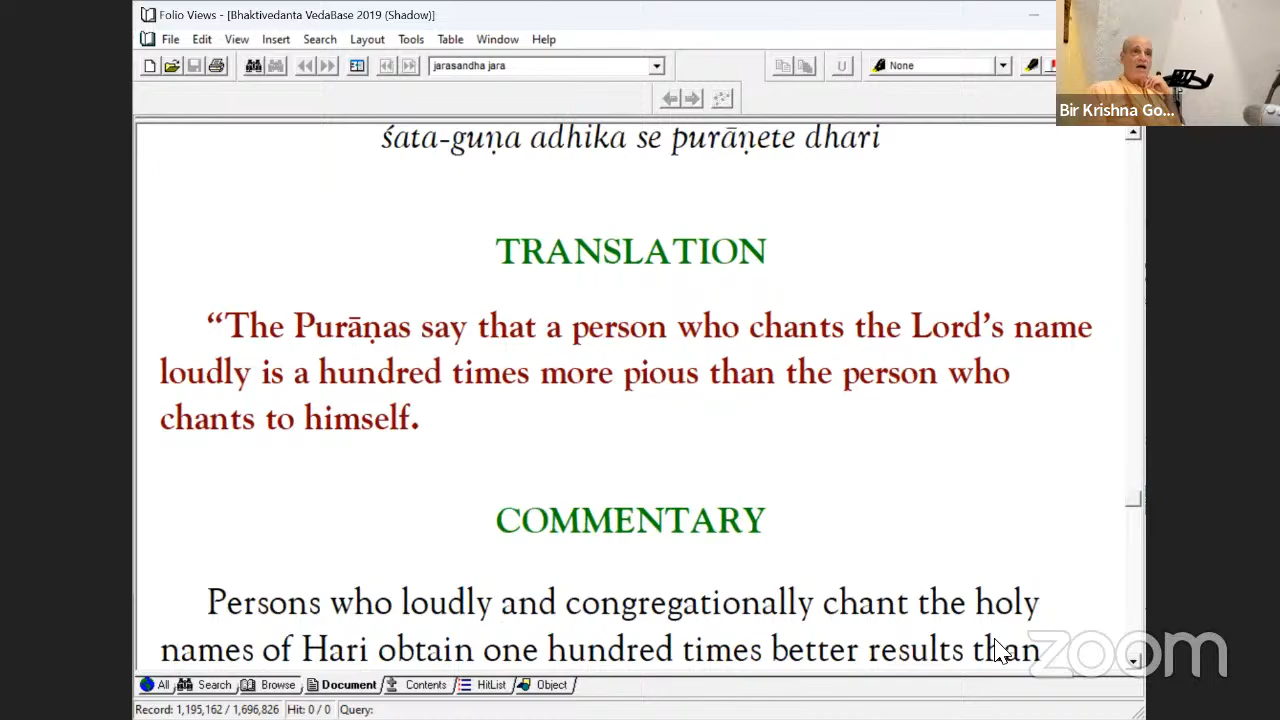 Folio Views - [Bhaktivedanta VedaBase 2019 (Shadow)]
File Edit View Insert Search Layout Tools Table Window Help
jarasandha jara
U
None
Bir Krishna Go...
śata-guṇa adhika se purāṇete dhari
TRANSLATION
“The Purāṇas say that a person who chants the Lord’s name
loudly is a hundred times more pious than the person who
chants to himself.
COMMENTARY
Persons who loudly and congregationally chant the holy
names of Hari obtain one hundred times better results than
zoom
All Search Browse Document Contents HitList Object
Record: 1,195,162 / 1,696,826 Hit: 0 / 0 Query: